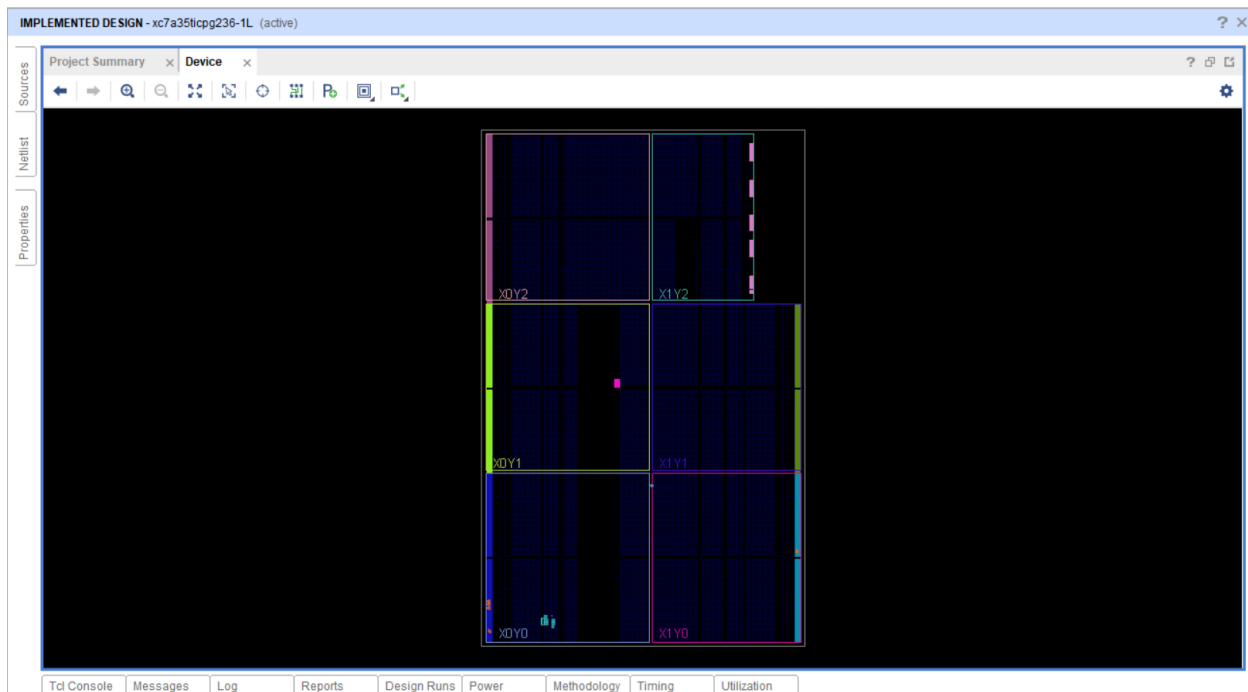 IMPLEMENTED DESIGN - xc7a35ticpg236-1L (active)
?
Project Summary Device
?
Sources
Netlist
Properties
X0Y2 X1Y2
X0Y1 X1Y1
X0Y0 X1Y0
Tcl Console Messages Log Reports Design Runs Power Methodology Timing Utilization